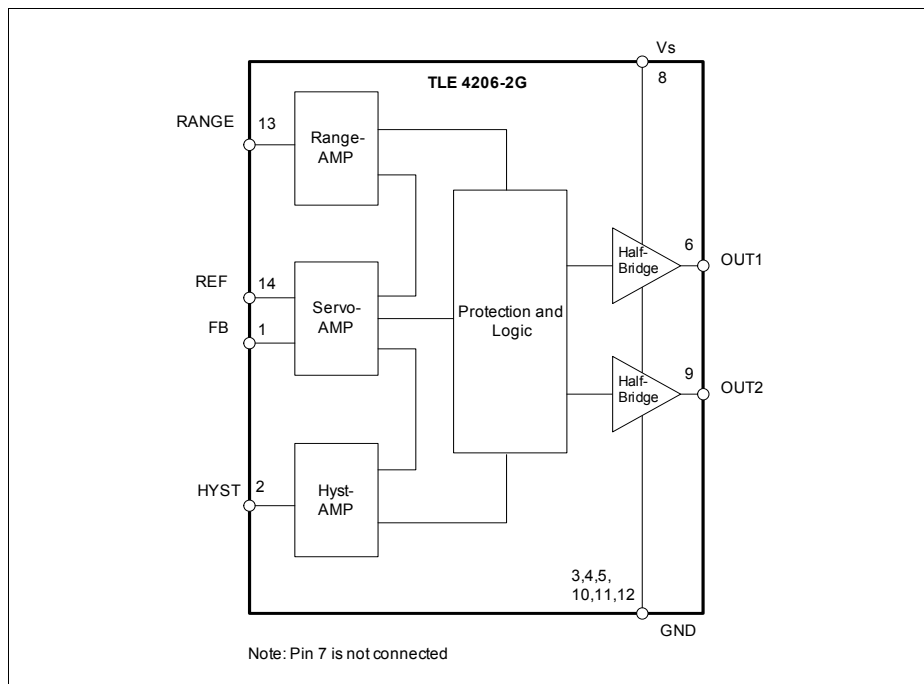 Vs
8
TLE 4206-2G
RANGE
13
Range-
AMP
REF
14
FB
1
Servo-
AMP
Protection and
Logic
Half-
Bridge
6
OUT1
Half-
Bridge
9
OUT2
HYST
2
Hyst-
AMP
3,4,5,
10,11,12
GND
Note: Pin 7 is not connected